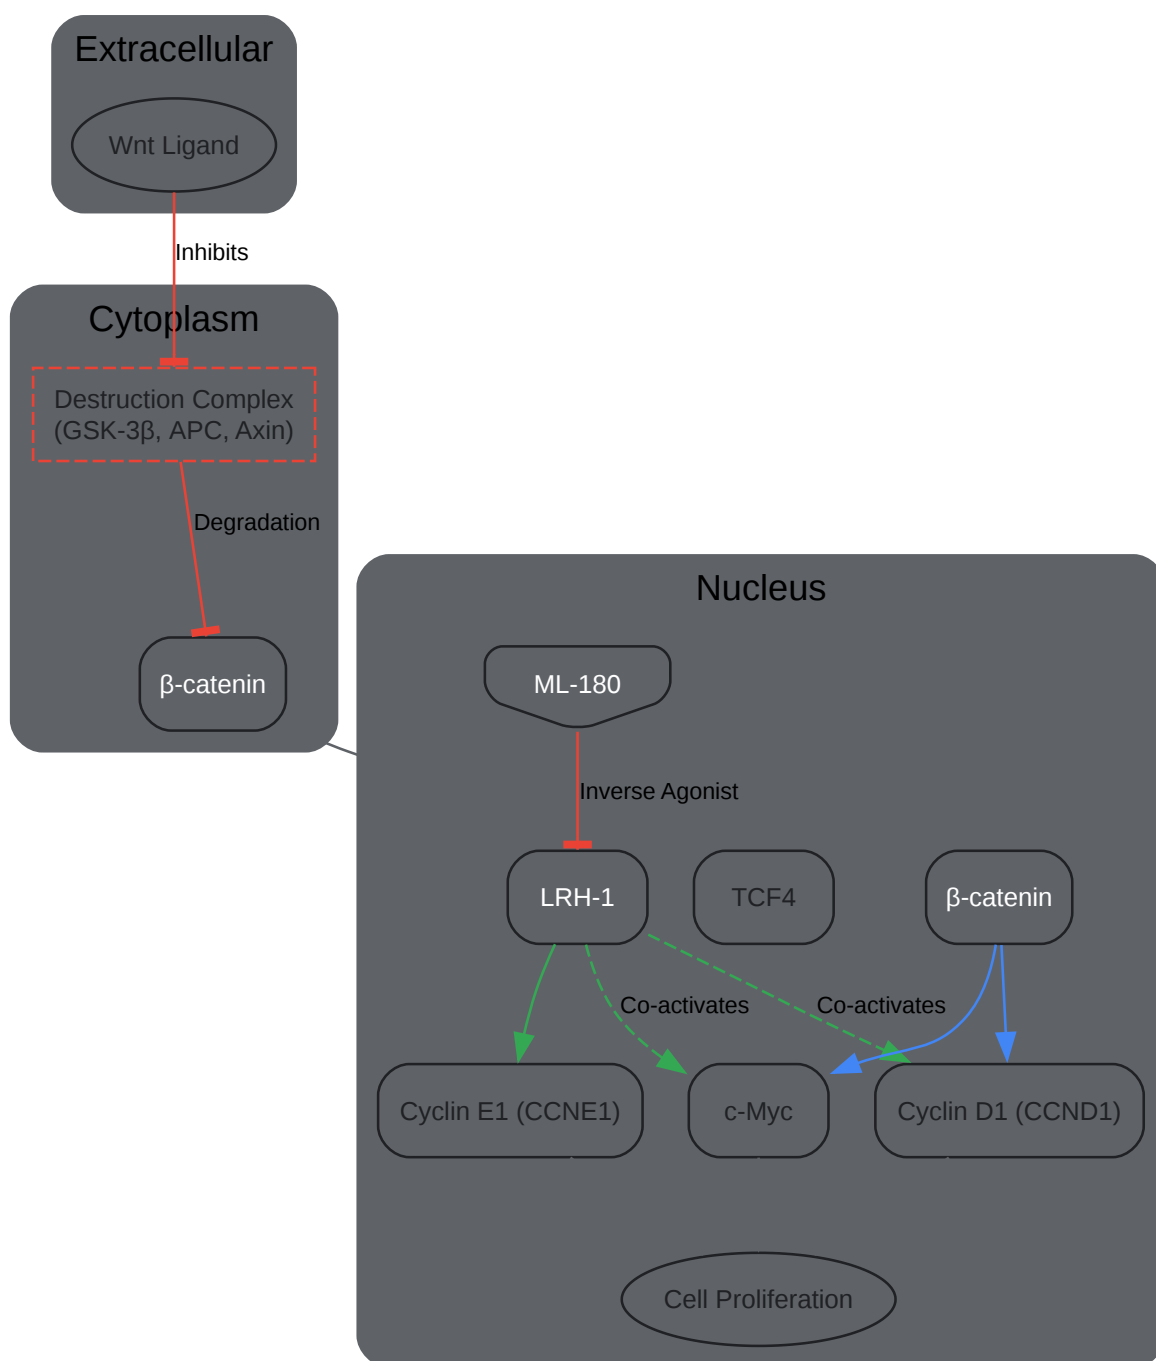 Extracellular
Wnt Ligand
Inhibits
Cytoplasm
Destruction Complex
(GSK-3β, APC, Axin)
Degradation
β-catenin
Nucleus
ML-180
Inverse Agonist
LRH-1
TCF4
β-catenin
Co-activates
Co-activates
Cyclin E1 (CCNE1)
c-Myc
Cyclin D1 (CCND1)
Cell Proliferation